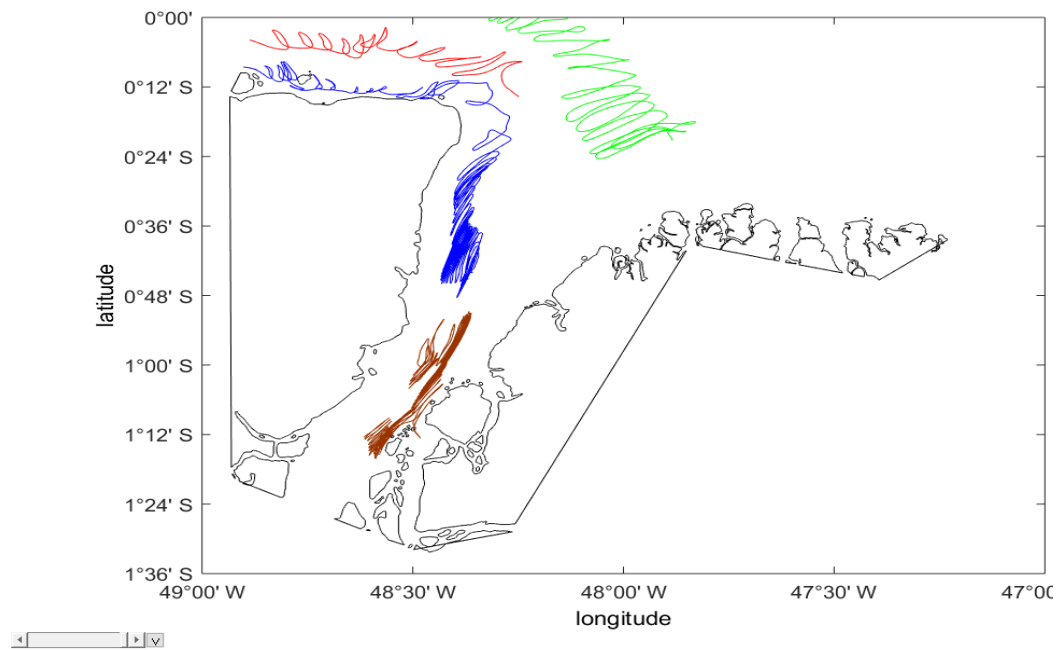 0°00'
0°12' S
0°24' S
0°36' S
0°48' S
1°00' S
1°12' S
1°24' S
1°36' S
latitude
49°00' W
48°30' W
48°00' W
47°30' W
47°00'
longitude
v